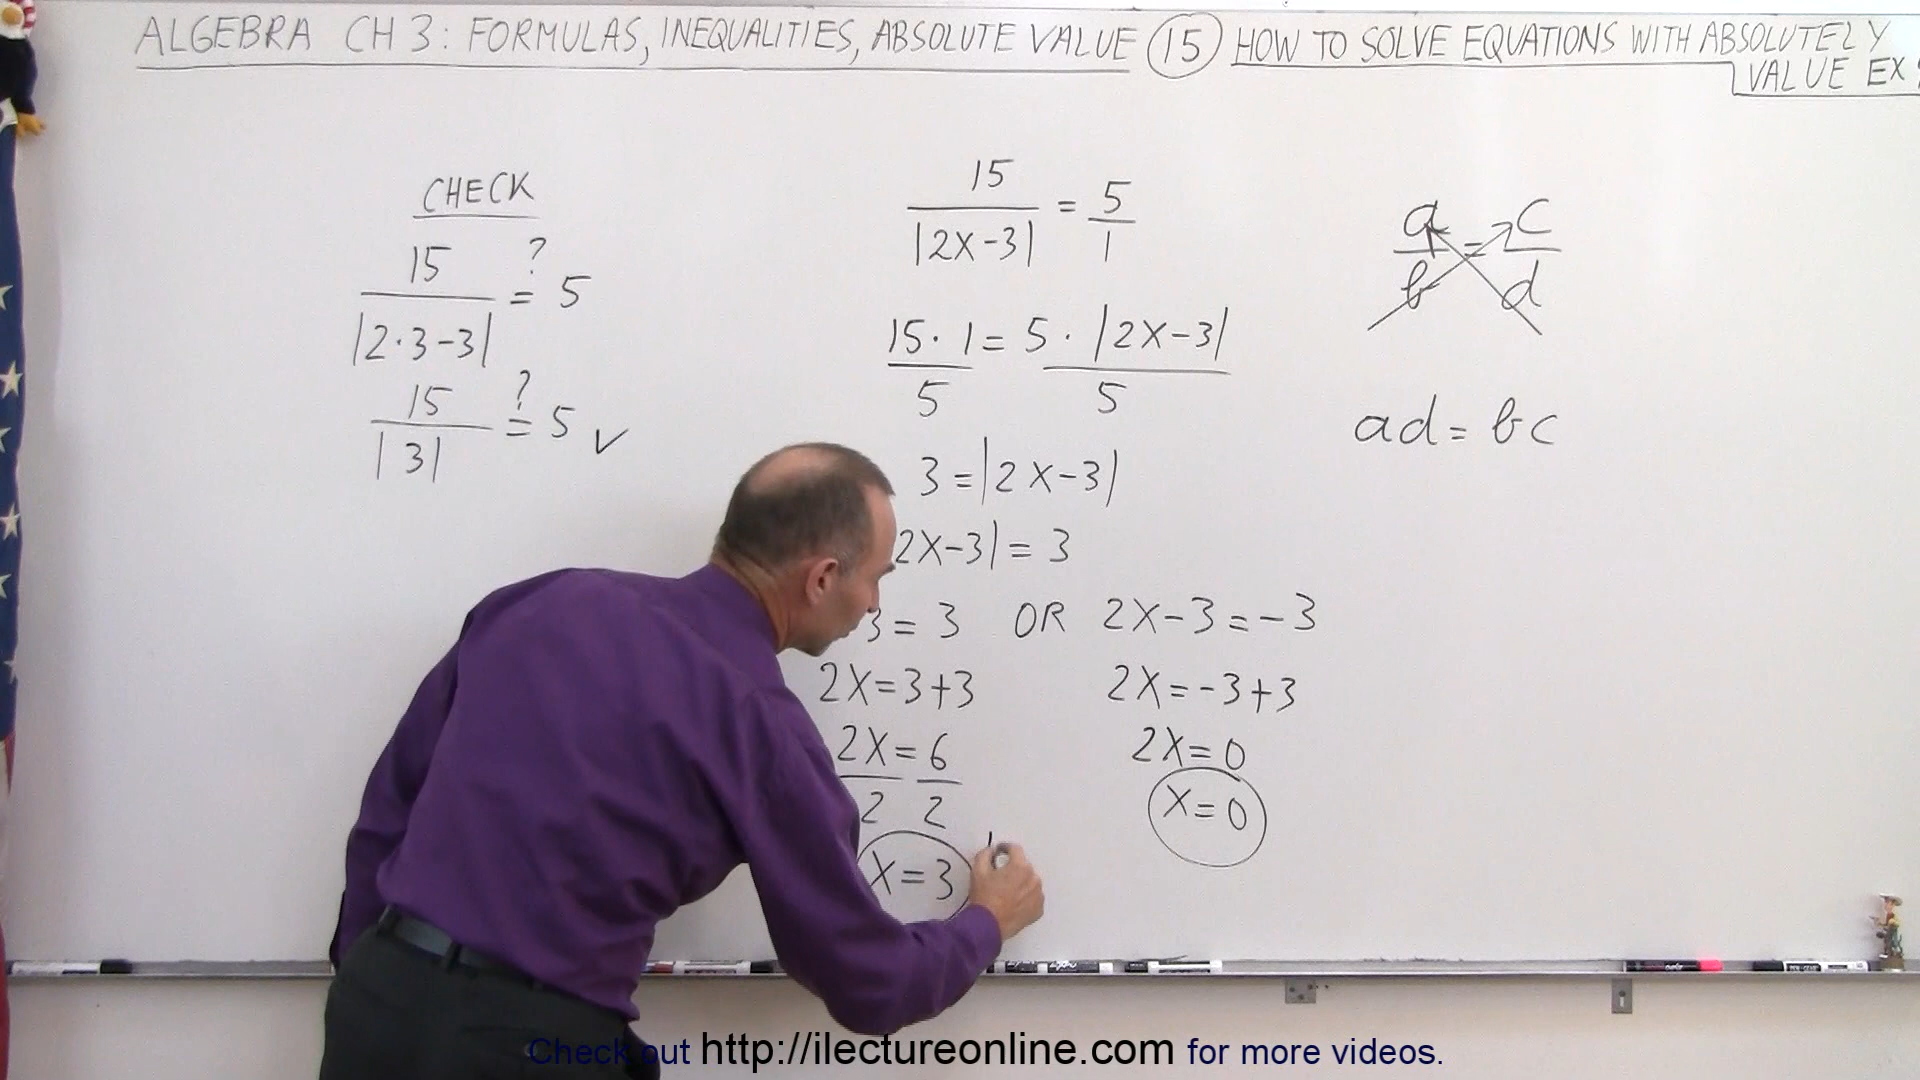 ALGEBRA CH 3: FORMULAS, INEQUALITIES, ABSOLUTE VALUE (15) HOW TO SOLVE EQUATIONS WITH ABSOLUTELY
VALUE EX
CHECK
15 / |2·3-3| =? 5
15 / |3| =? 5 ✓
15 / |2X-3| = 5 / 1
15·1 / 5 = 5·|2X-3| / 5
3 = |2X-3|
2X-3| = 3
3 = 3 OR 2X-3 = -3
2X = 3+3
2X / 2 = 6 / 2
X = 3
2X = -3+3
2X = 0
X = 0
a / b = c / d
ad = bc
Check out http://ilectureonline.com for more videos.